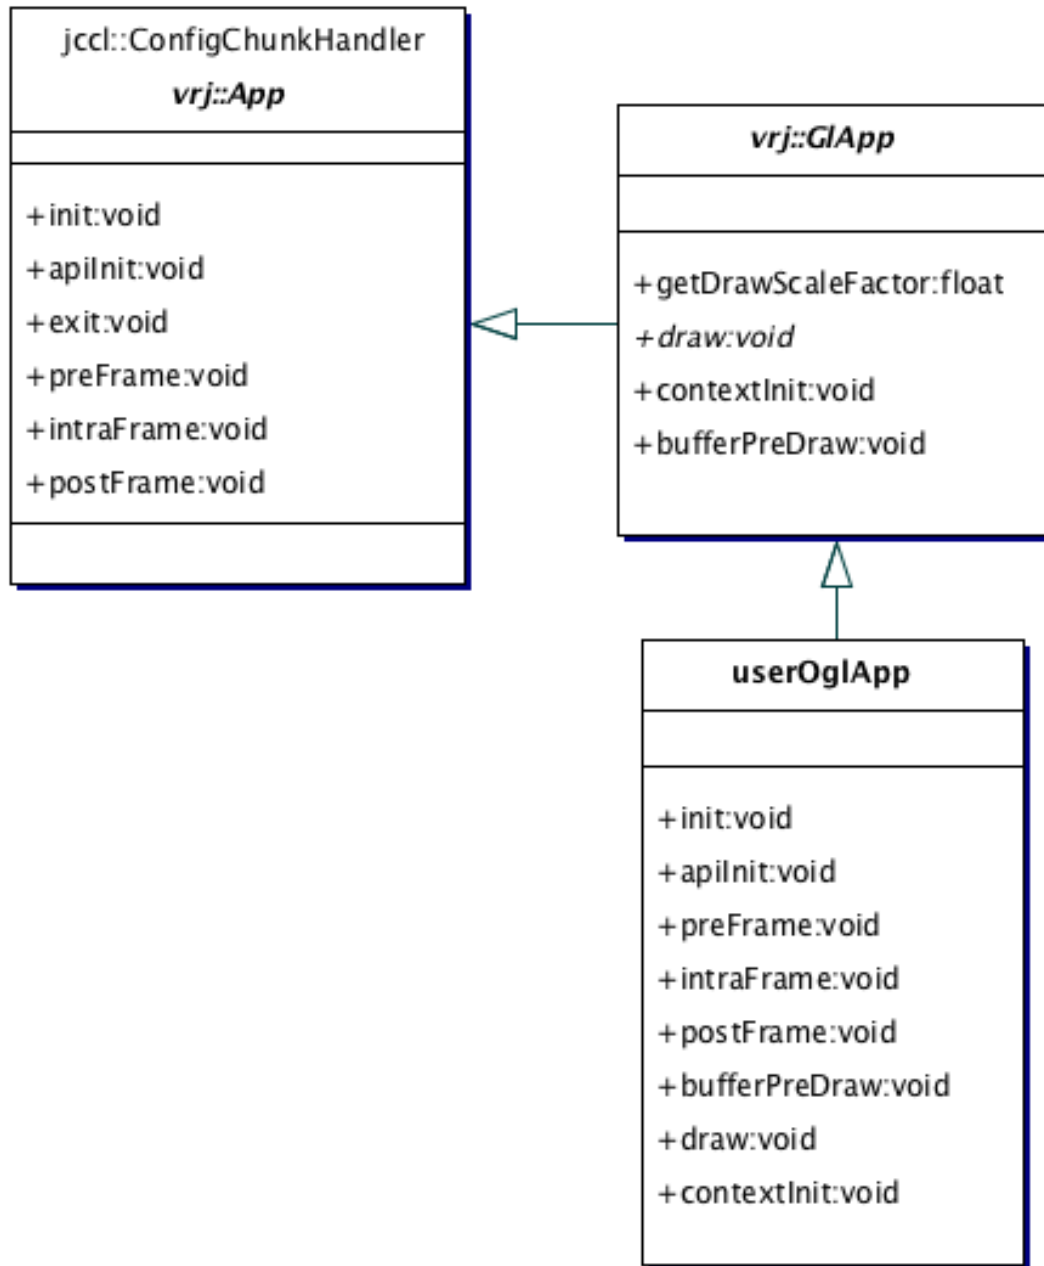 jccl::ConfigChunkHandler
vrj::App
+init:void
+apiInit:void
+exit:void
+preFrame:void
+intraFrame:void
+postFrame:void
vrj::GlApp
+getDrawScaleFactor:float
+draw:void
+contextInit:void
+bufferPreDraw:void
userOglApp
+init:void
+apiInit:void
+preFrame:void
+intraFrame:void
+postFrame:void
+bufferPreDraw:void
+draw:void
+contextInit:void